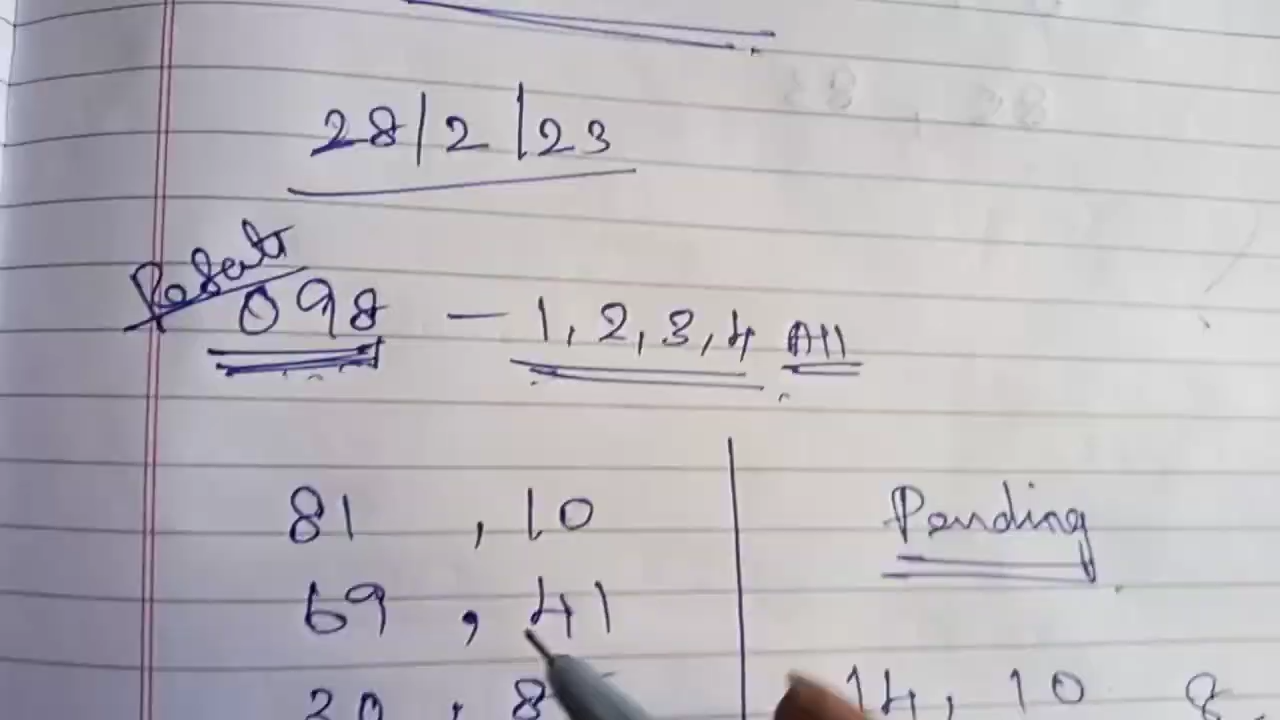 28/2/23
Result
098 - 1, 2, 3, 4 All
81 , 10
69 , 41
Pending
14, 10